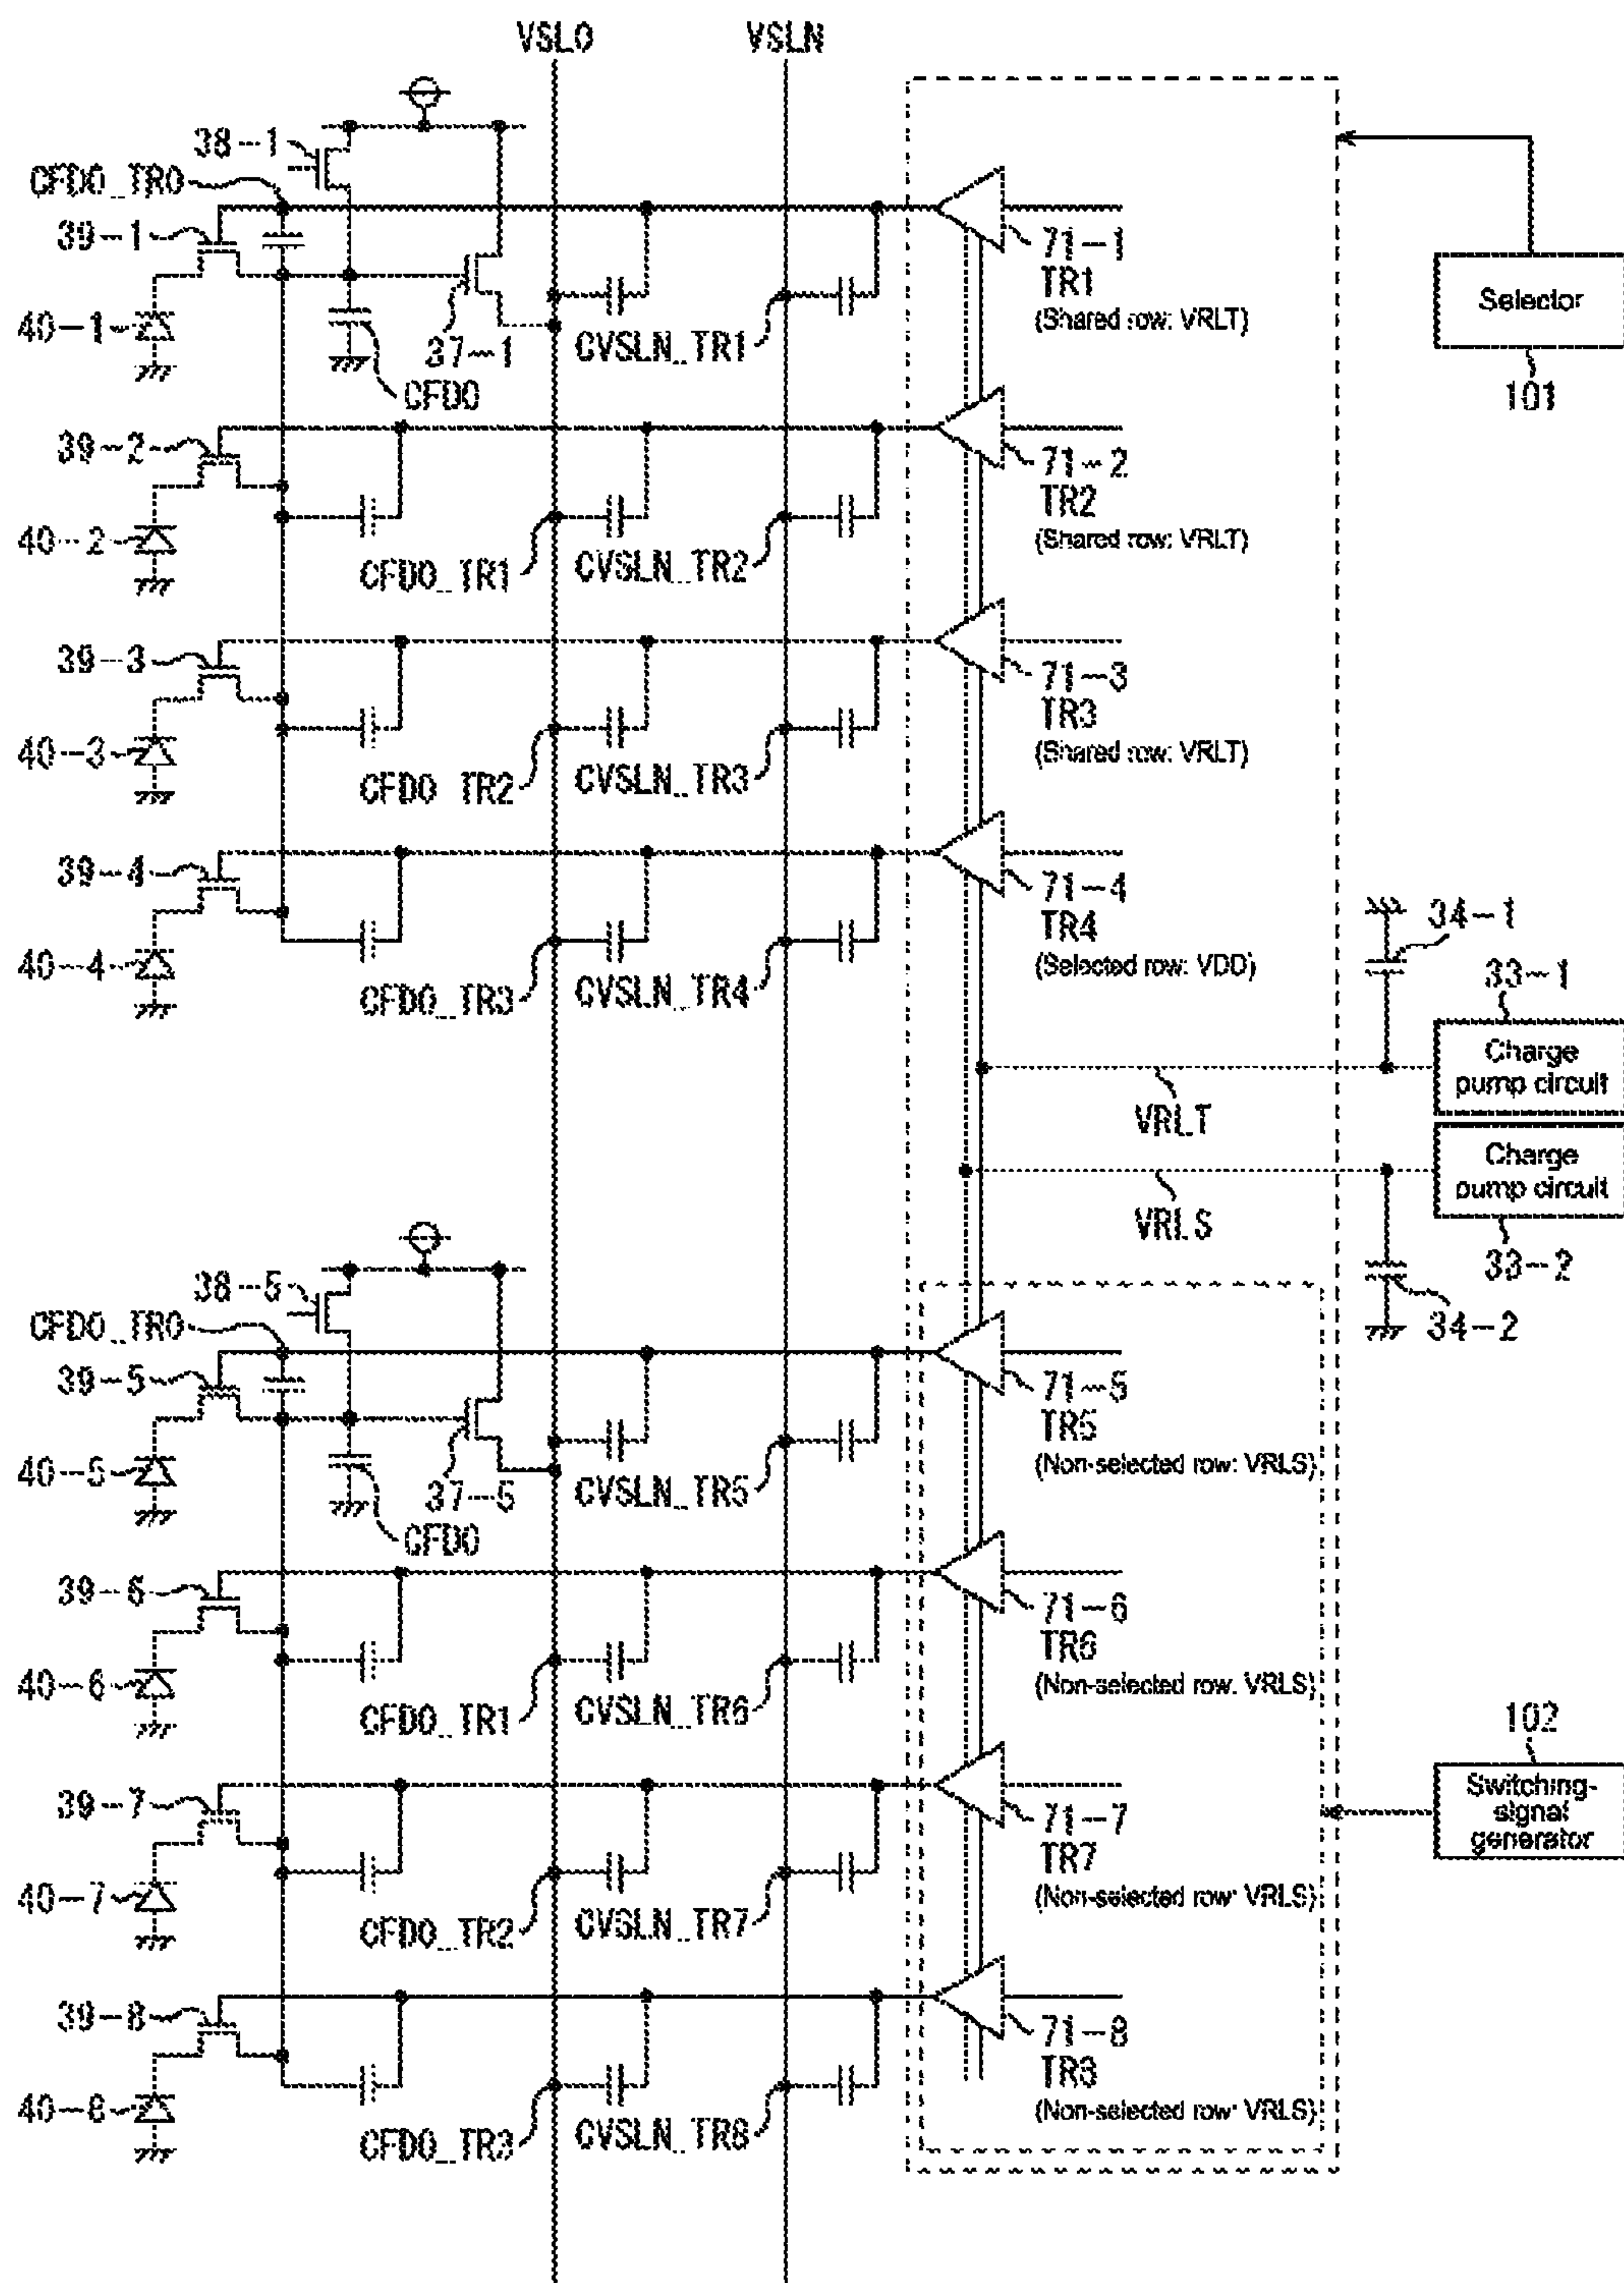 VSL0
VSLN
38-1
CFD0_TR0
39-1
40-1
37-1
CFD0
CVSLN_TR1
71-1
TR1
(Shared row: VRLT)
Selector
101
39-2
40-2
CFD0_TR1
CVSLN_TR2
71-2
TR2
(Shared row: VRLT)
39-3
40-3
CFD0 TR2
CVSLN_TR3
71-3
TR3
(Shared row: VRLT)
39-4
40-4
CFD0_TR3
CVSLN_TR4
71-4
TR4
(Selected row: VDD)
34-1
33-1
Charge
pump circuit
VRLT
Charge
pump circuit
VRLS
33-2
34-2
38-5
CFD0_TR0
39-5
40-5
37-5
CFD0
CVSLN_TR5
71-5
TR5
(Non-selected row: VRLS)
39-6
40-6
CFD0_TR1
CVSLN_TR6
71-6
TR6
(Non-selected row: VRLS)
102
Switching-
signal
generator
39-7
40-7
CFD0_TR2
CVSLN_TR7
71-7
TR7
(Non-selected row: VRLS)
39-8
40-8
CFD0_TR3
CVSLN_TR8
71-8
TR8
(Non-selected row: VRLS)